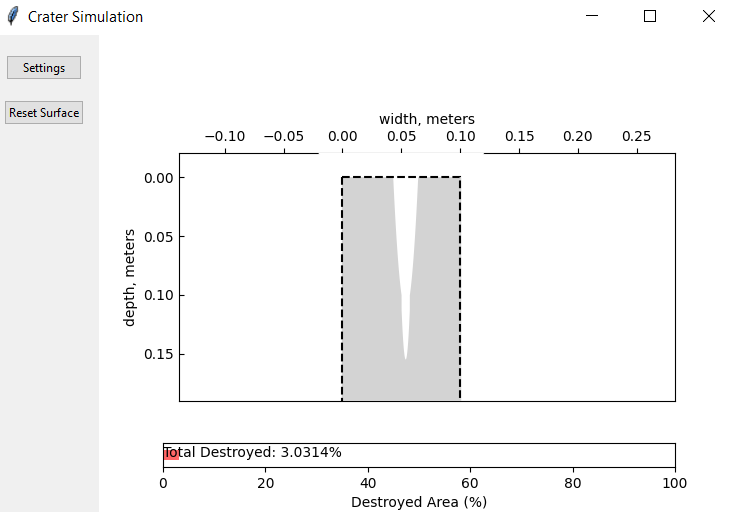 Crater Simulation
Settings
Reset Surface
width, meters
−0.10 −0.05 0.00 0.05 0.10 0.15 0.20 0.25
depth, meters
0.00
0.05
0.10
0.15
Total Destroyed: 3.0314%
0 20 40 60 80 100
Destroyed Area (%)